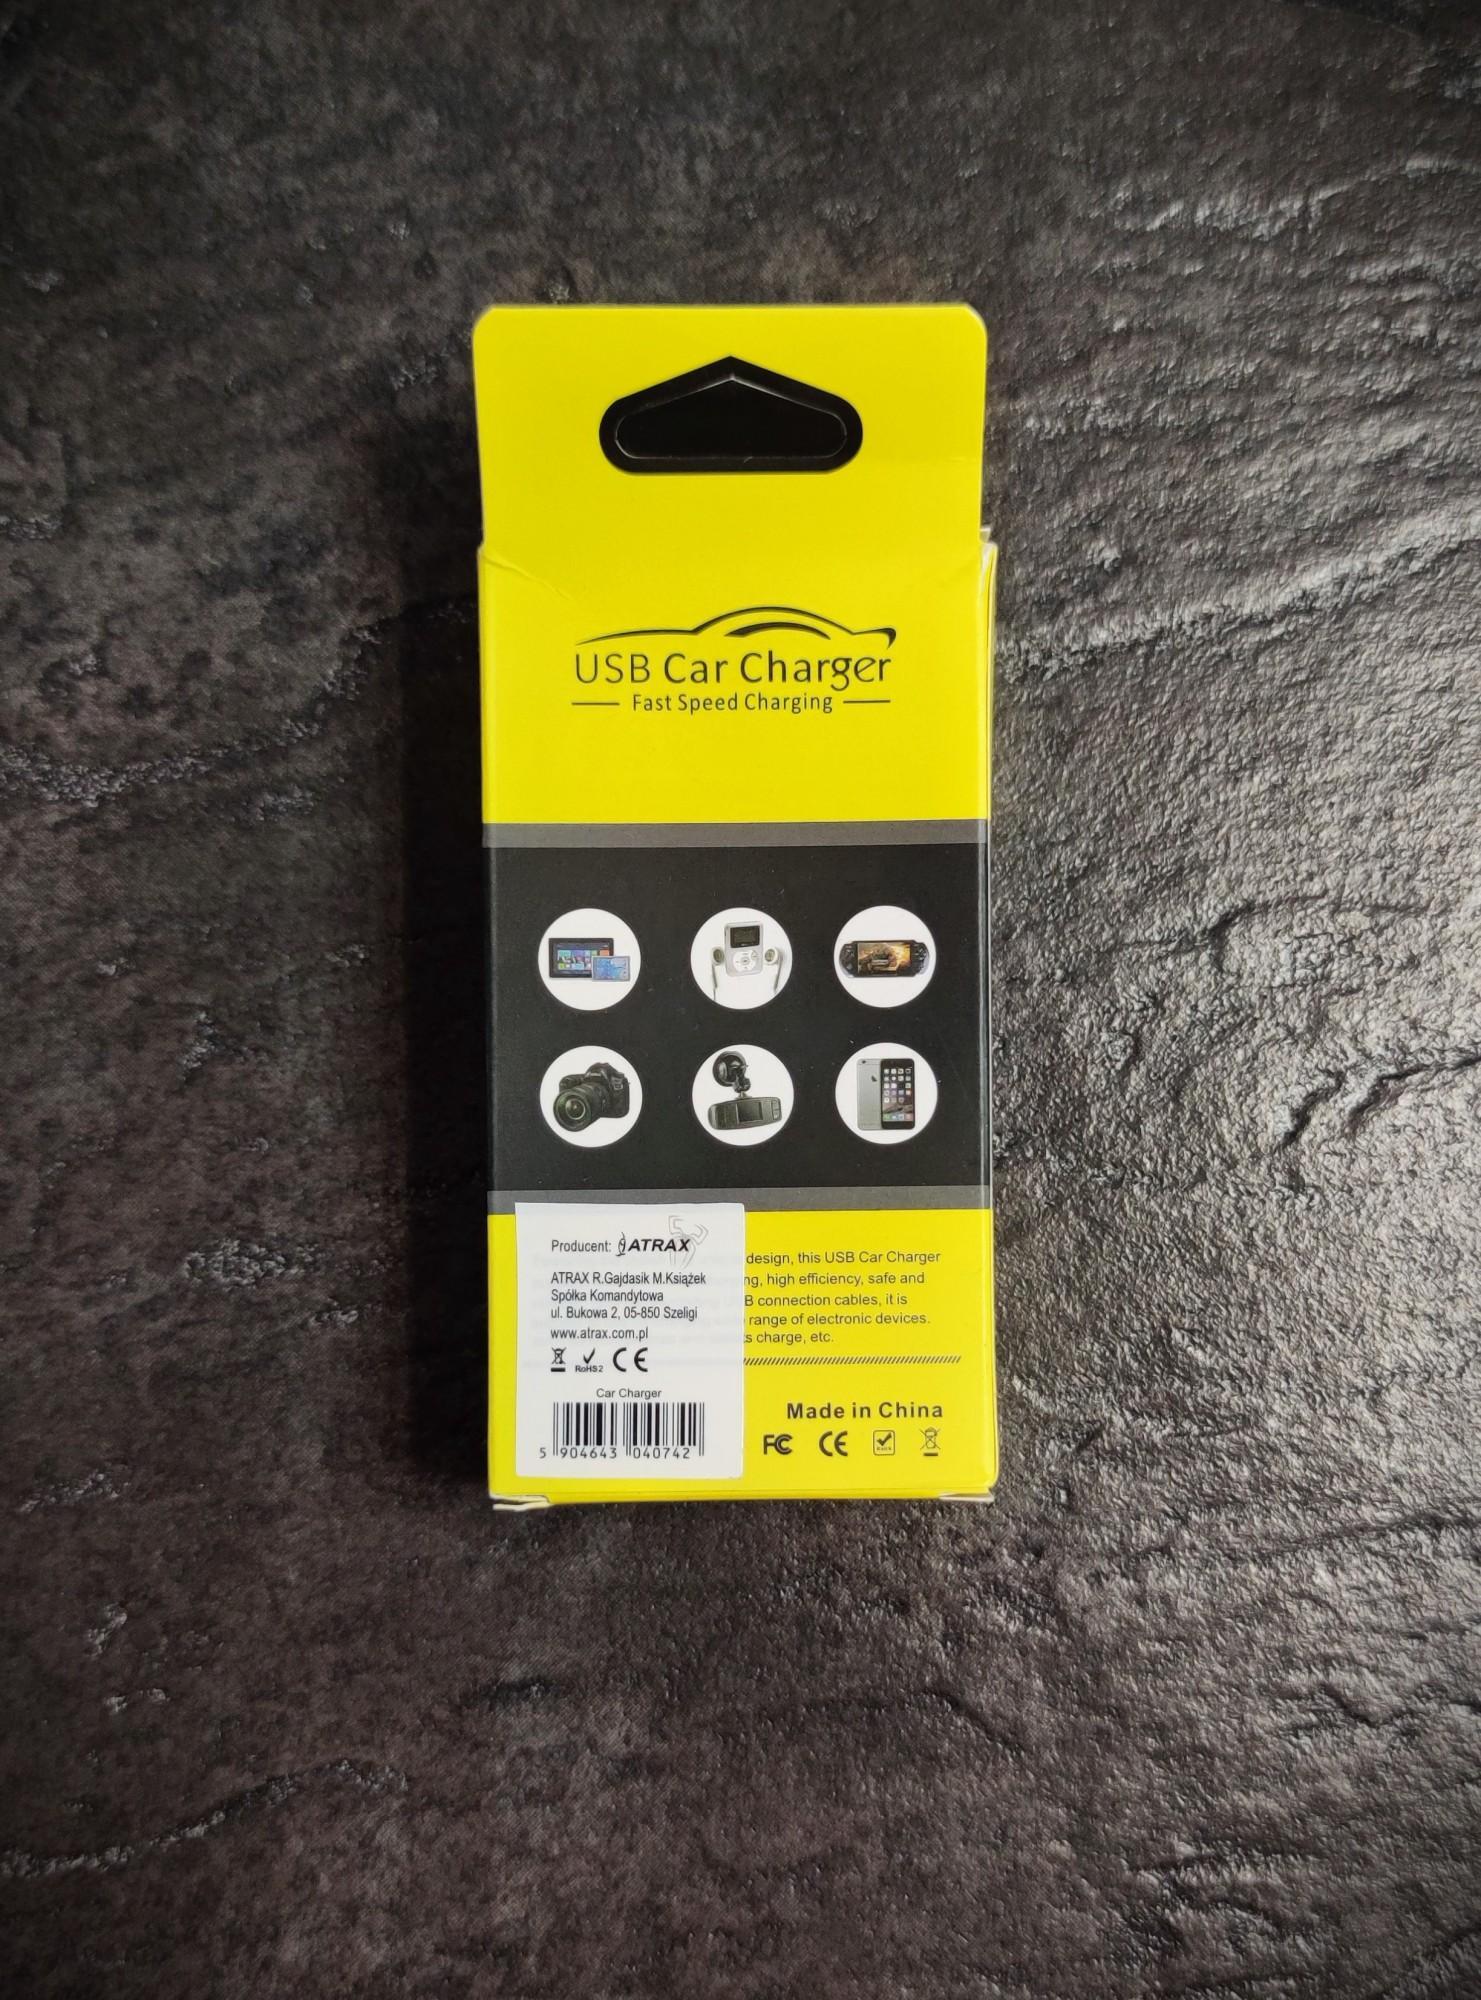 USB Car Charger
Fast Speed Charging
Producent: ATRAX
ATRAX R.Gajdasik M.Książek
Spółka Komandytowa
ul. Bukowa 2, 05-850 Szeligi
www.atrax.com.pl
RoHS2 CE
Car Charger
5 904643 040742
design, this USB Car Charger
ng, high efficiency, safe and
B connection cables, it is
range of electronic devices.
s charge, etc.
Made in China
FC CE